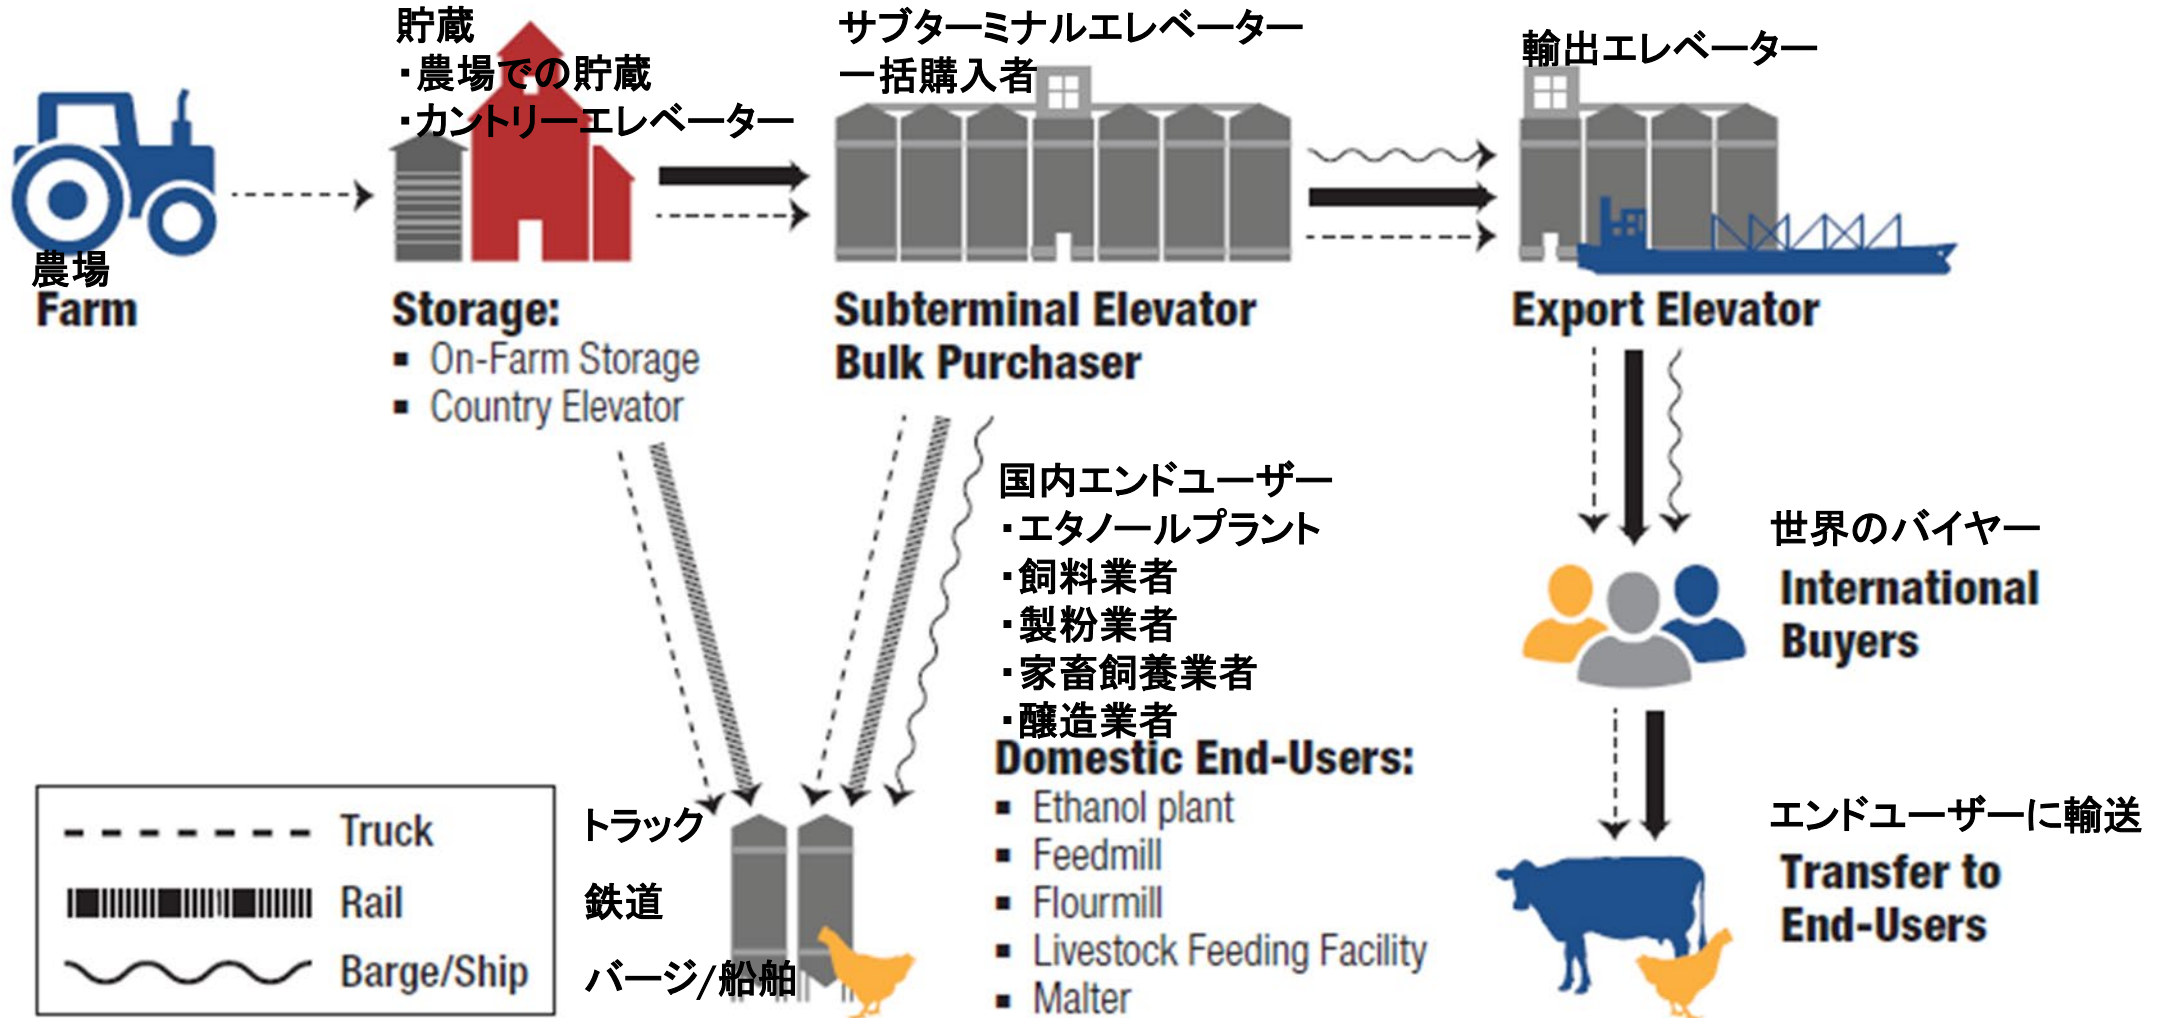 貯蔵
・農場での貯蔵
・カントリーエレベーター
サブターミナルエレベーター
一括購入者
輸出エレベーター
農場
Farm
Storage:
▪ On-Farm Storage
▪ Country Elevator
Subterminal Elevator
Bulk Purchaser
Export Elevator
国内エンドユーザー
・エタノールプラント
・飼料業者
・製粉業者
・家畜飼養業者
・醸造業者
Domestic End-Users:
▪ Ethanol plant
▪ Feedmill
▪ Flourmill
▪ Livestock Feeding Facility
▪ Malter
世界のバイヤー
International
Buyers
エンドユーザーに輸送
Transfer to
End-Users
Truck
トラック
Rail
鉄道
Barge/Ship
バージ/船舶